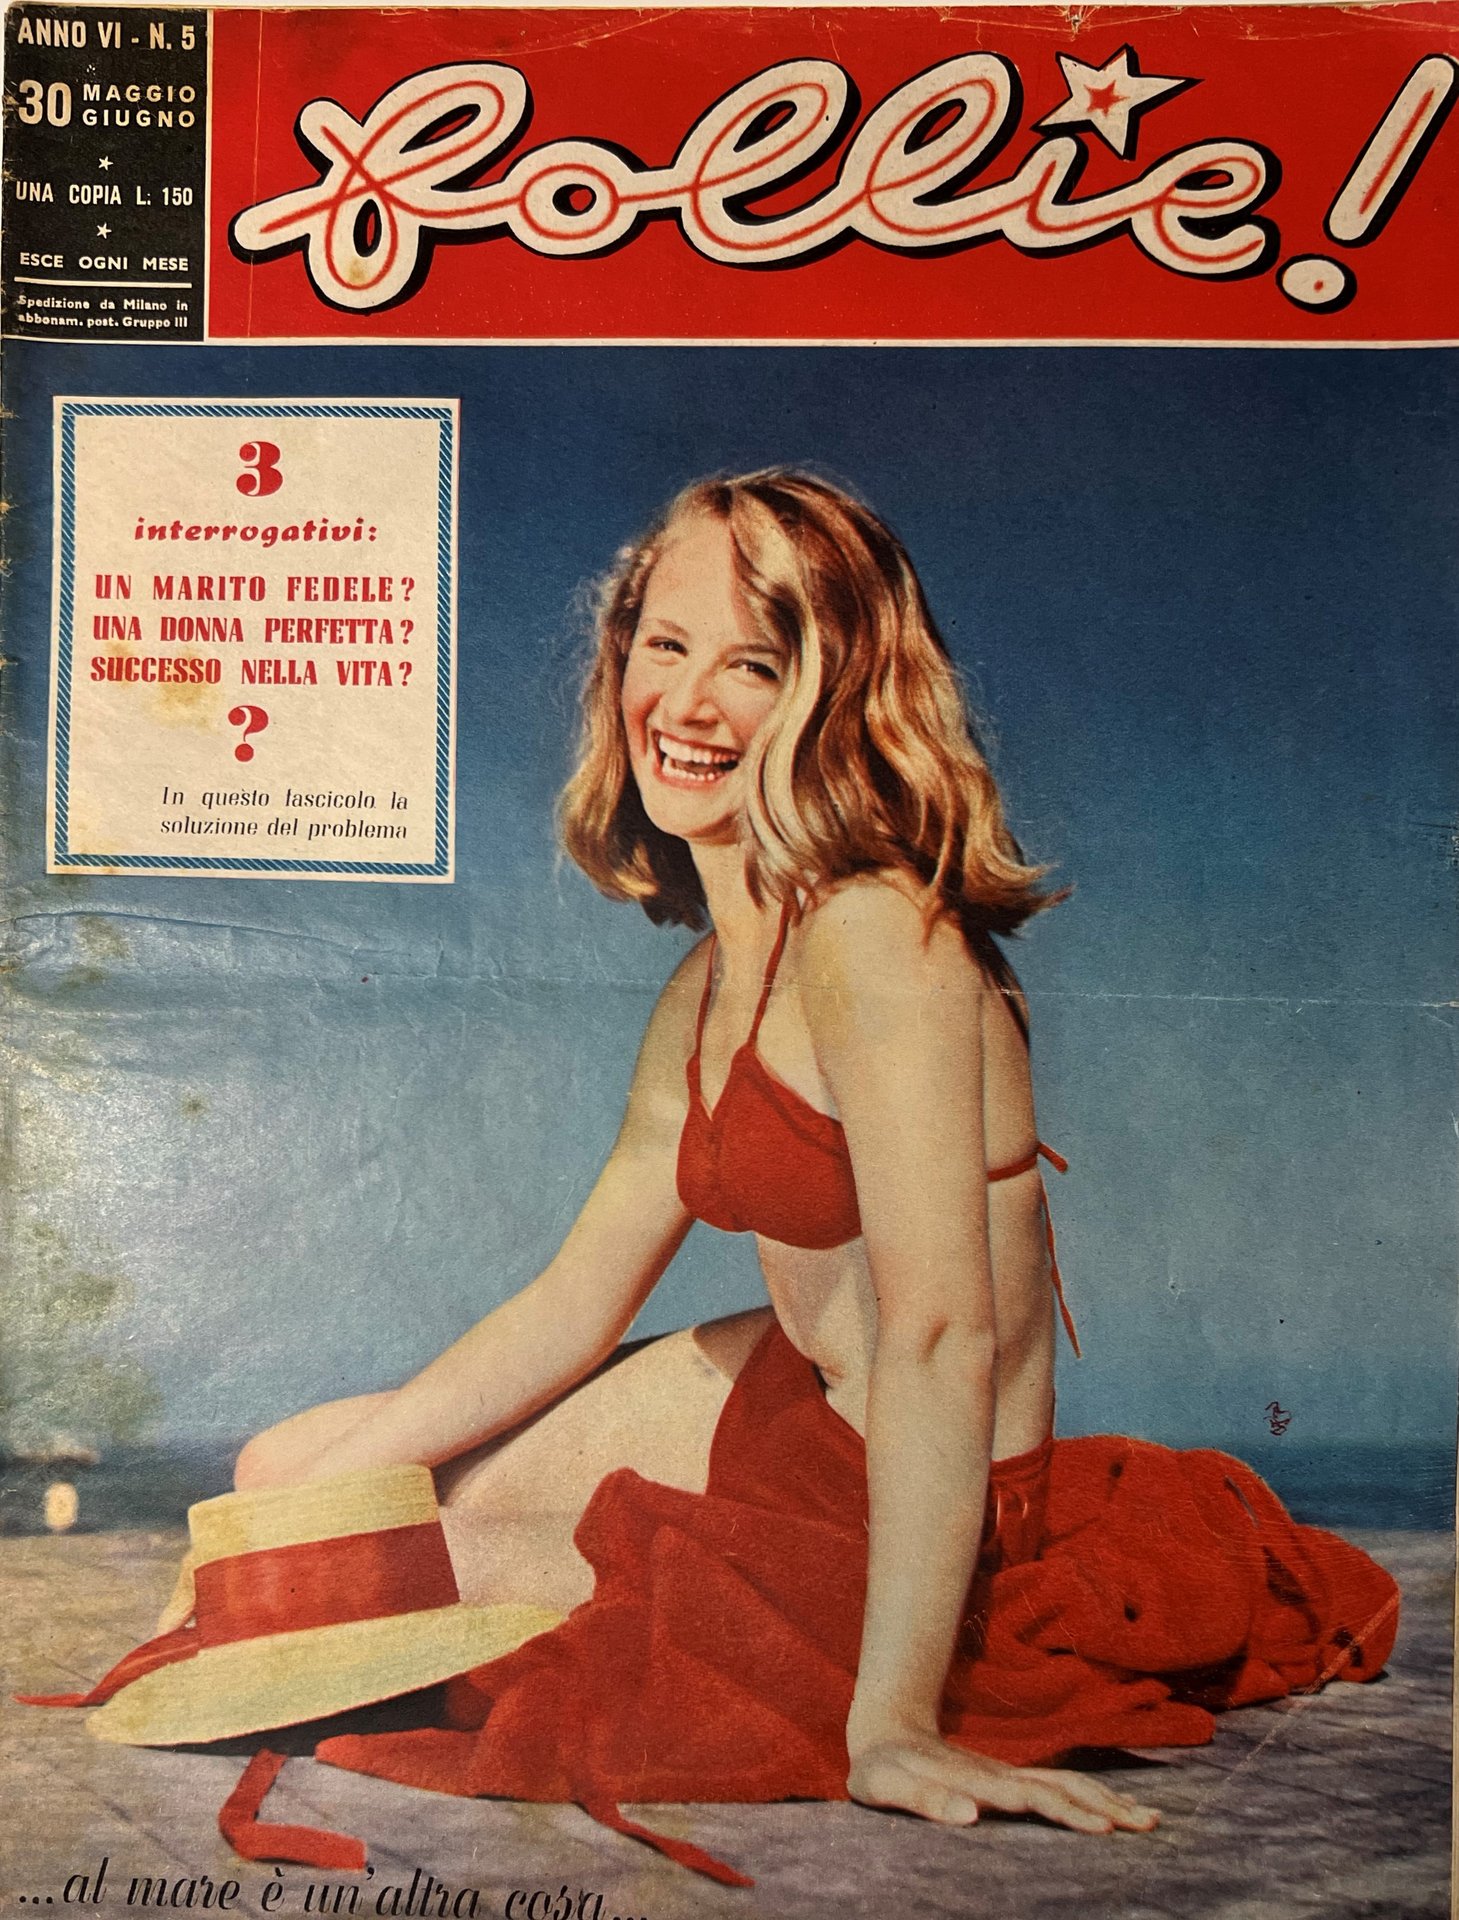 ANNO VI - N. 5
30 MAGGIO
GIUGNO
UNA COPIA L: 150
ESCE OGNI MESE
Spedizione da Milano in
abbonam. post. Gruppo III
follie!
3
interrogativi:
UN MARITO FEDELE?
UNA DONNA PERFETTA?
SUCCESSO NELLA VITA?
?
In questo fascicolo la
soluzione del problema
...al mare è un'altra cosa...